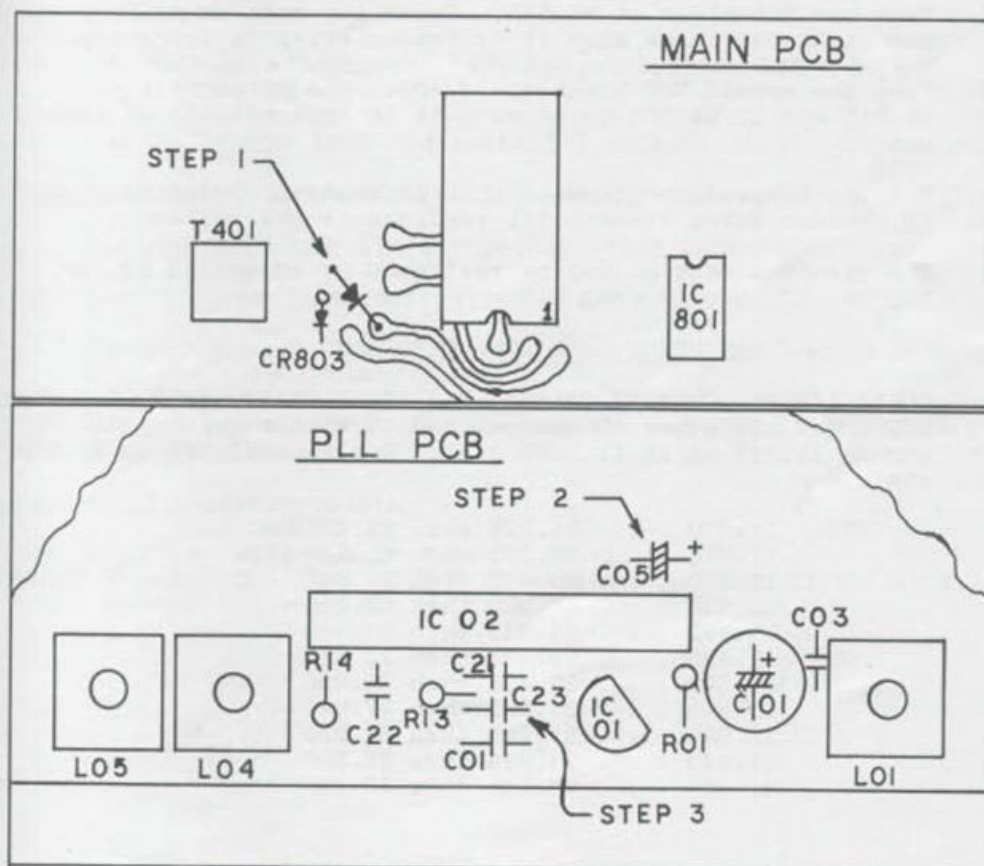 MAIN PCB
STEP 1
T401
IC
801
1
CR803
PLL PCB
STEP 2
+
C05
IC 02
C03
R14
C21
+
C23
C01
IC
01
R13
C22
R01
C01
L05
L04
L01
STEP 3